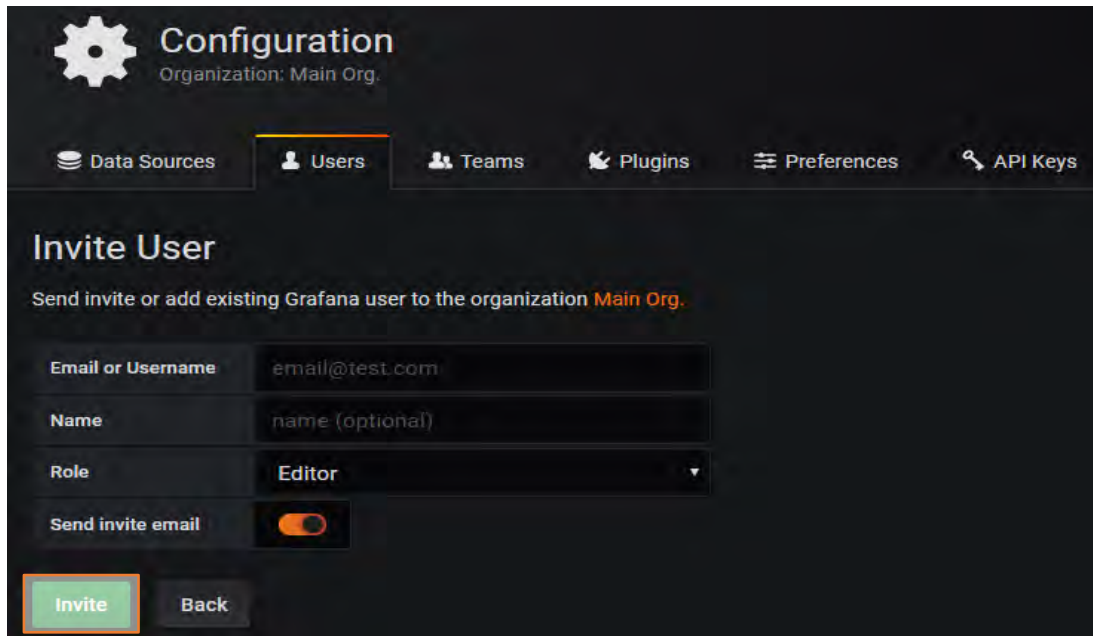 Configuration
Organization: Main Org.
Data Sources Users Teams Plugins Preferences API Keys
Invite User
Send invite or add existing Grafana user to the organization Main Org.
Email or Username email@test.com
Name name (optional)
Role Editor
Send invite email
Invite Back